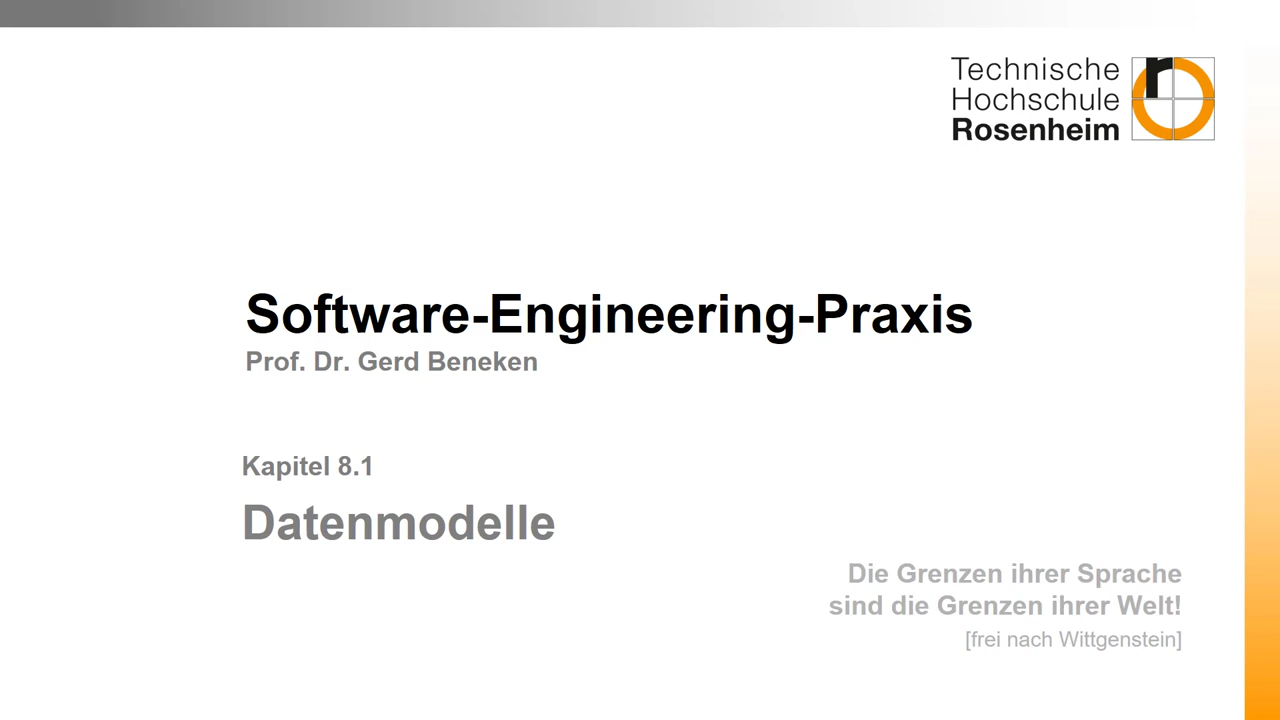 Technische
Hochschule
Rosenheim
Software-Engineering-Praxis
Prof. Dr. Gerd Beneken
Kapitel 8.1
Datenmodelle
Die Grenzen ihrer Sprache
sind die Grenzen ihrer Welt!
[frei nach Wittgenstein]